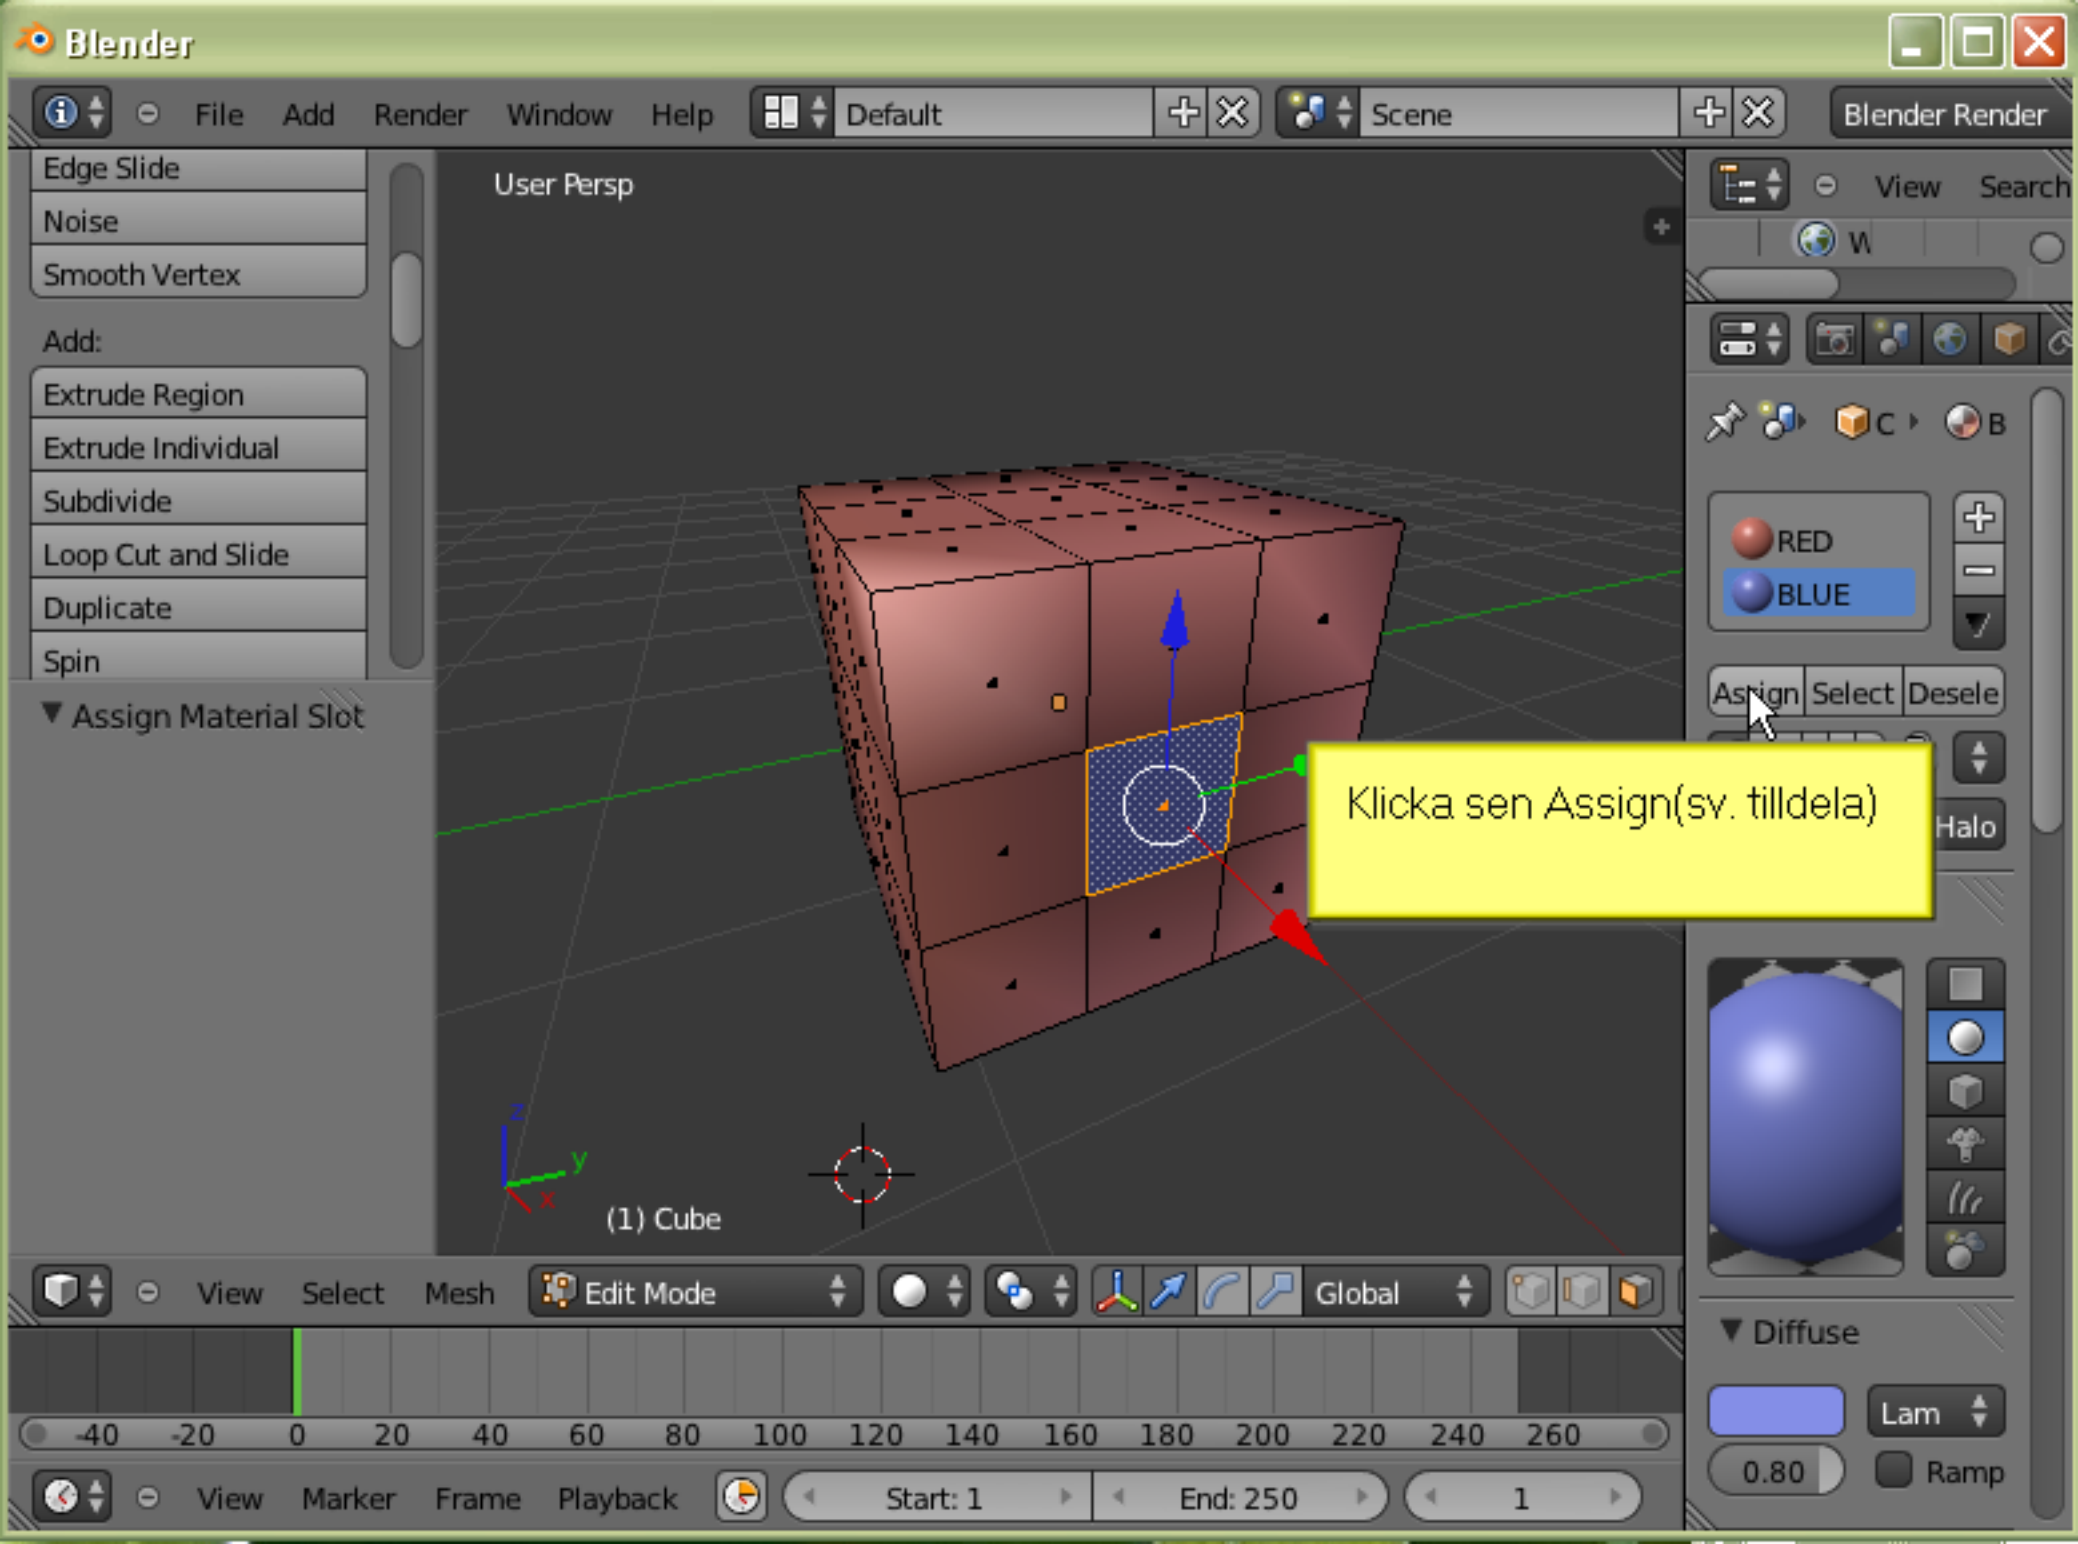 Blender
File Add Render Window Help Default Scene Blender Render
Edge Slide
Noise
Smooth Vertex
Add:
Extrude Region
Extrude Individual
Subdivide
Loop Cut and Slide
Duplicate
Spin
Assign Material Slot
User Persp
z
y
x
(1) Cube
View Search
W
C B
RED
BLUE
Assign Select Desele
Klicka sen Assign(sv. tilldela)
Halo
Diffuse
Lam
0.80 Ramp
View Select Mesh Edit Mode Global
-40 -20 0 20 40 60 80 100 120 140 160 180 200 220 240 260
View Marker Frame Playback Start: 1 End: 250 1